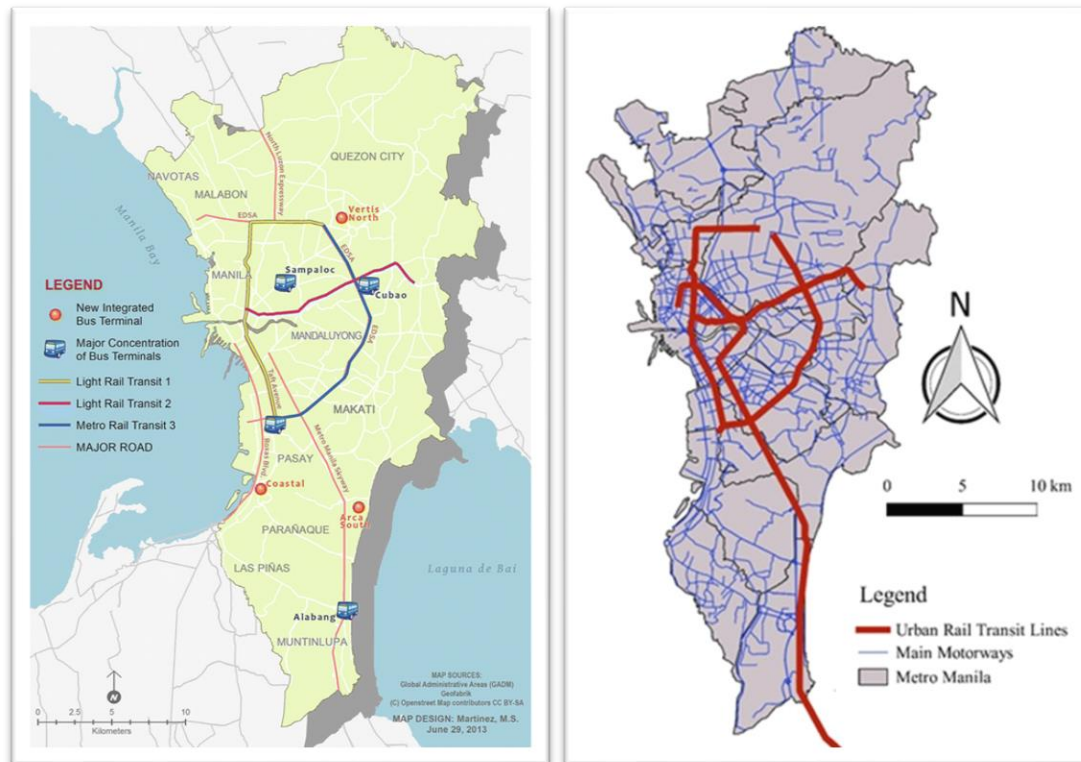 QUEZON CITY
NAVOTAS
MALABON
North Luzon Expressway
Vertis
North
EDSA
EDSA
Manila Bay
MANILA
Sampaloc
Cubao
LEGEND
New Integrated
Bus Terminal
Major Concentration
of Bus Terminals
Light Rail Transit 1
Light Rail Transit 2
Metro Rail Transit 3
MAJOR ROAD
MANDALUYONG
EDSA
Taft Avenue
MAKATI
Metro Manila Skyway
Roxas Blvd.
PASAY
Coastal
Arca
South
PARAÑAQUE
LAS PIÑAS
Laguna de Bai
Alabang
MUNTINLUPA
N
0 2.5 5 10
Kilometers
MAP SOURCES:
Global Administrative Areas (GADM)
Geofabrik
(C) Openstreet Map contributors CC BY-SA
MAP DESIGN: Martinez, M.S.
June 29, 2013
N
0 5 10 km
Legend
Urban Rail Transit Lines
Main Motorways
Metro Manila